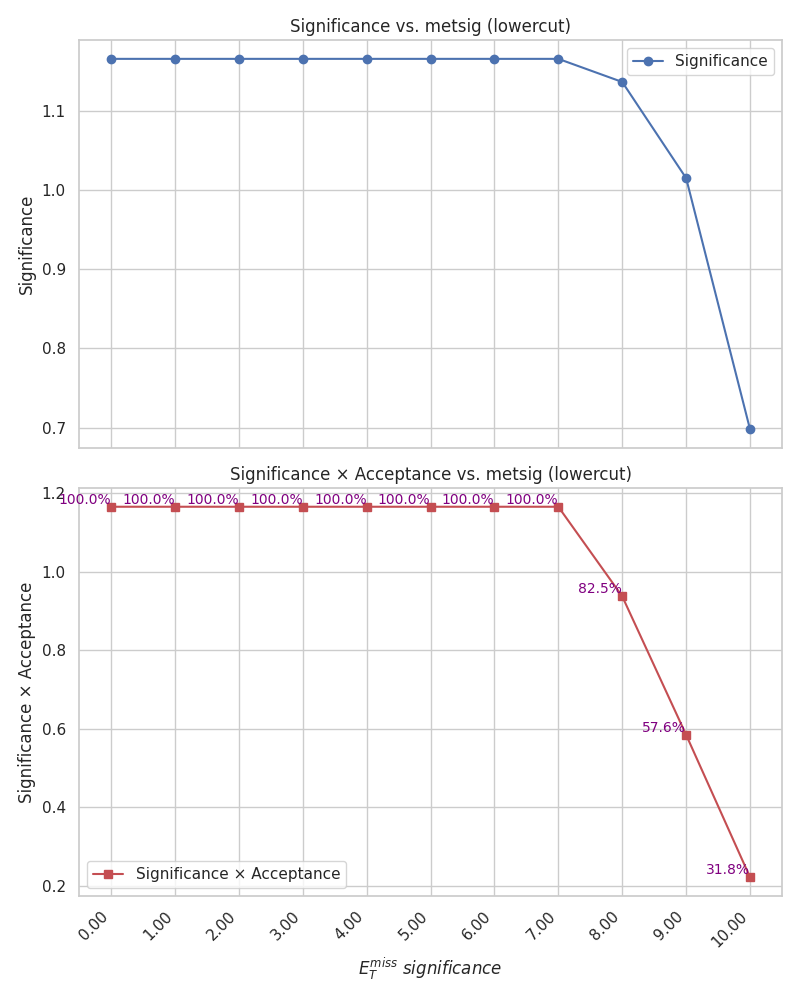 Significance vs. metsig (lowercut)
Significance
1.1
1.0
0.9
0.8
0.7
Significance
Significance × Acceptance vs. metsig (lowercut)
1.2
1.0
0.8
0.6
0.4
0.2
Significance × Acceptance
100.0% 100.0% 100.0% 100.0% 100.0% 100.0% 100.0% 100.0%
82.5%
57.6%
31.8%
Significance × Acceptance
0.00 1.00 2.00 3.00 4.00 5.00 6.00 7.00 8.00 9.00 10.00
$E_T^{miss}$ significance